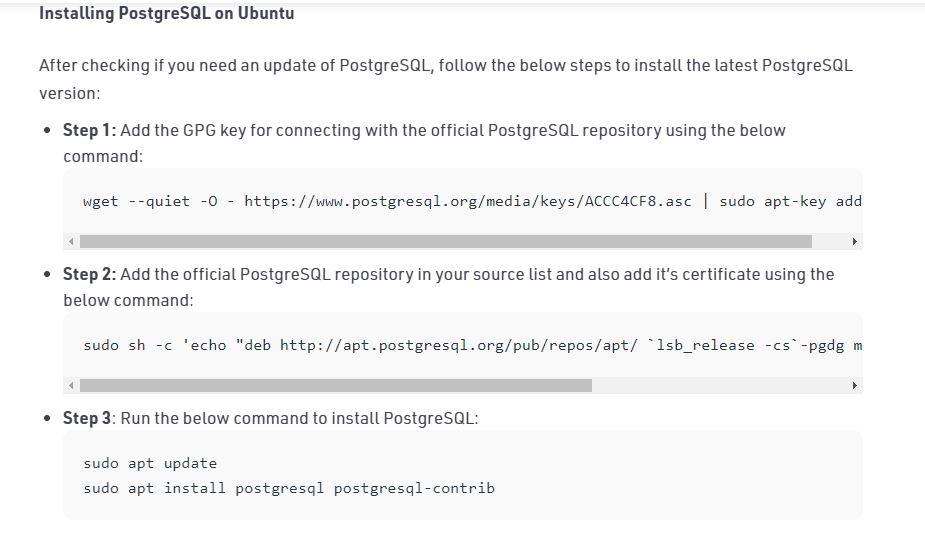 Installing PostgreSQL on Ubuntu
After checking if you need an update of PostgreSQL, follow the below steps to install the latest PostgreSQL
version:
• Step 1: Add the GPG key for connecting with the official PostgreSQL repository using the below
command:
wget --quiet -O - https://www.postgresql.org/media/keys/ACCC4CF8.asc | sudo apt-key add
• Step 2: Add the official PostgreSQL repository in your source list and also add it's certificate using the
below command:
sudo sh -c 'echo "deb http://apt.postgresql.org/pub/repos/apt/ `lsb_release -cs`-pgdg m
• Step 3: Run the below command to install PostgreSQL:
sudo apt update
sudo apt install postgresql postgresql-contrib